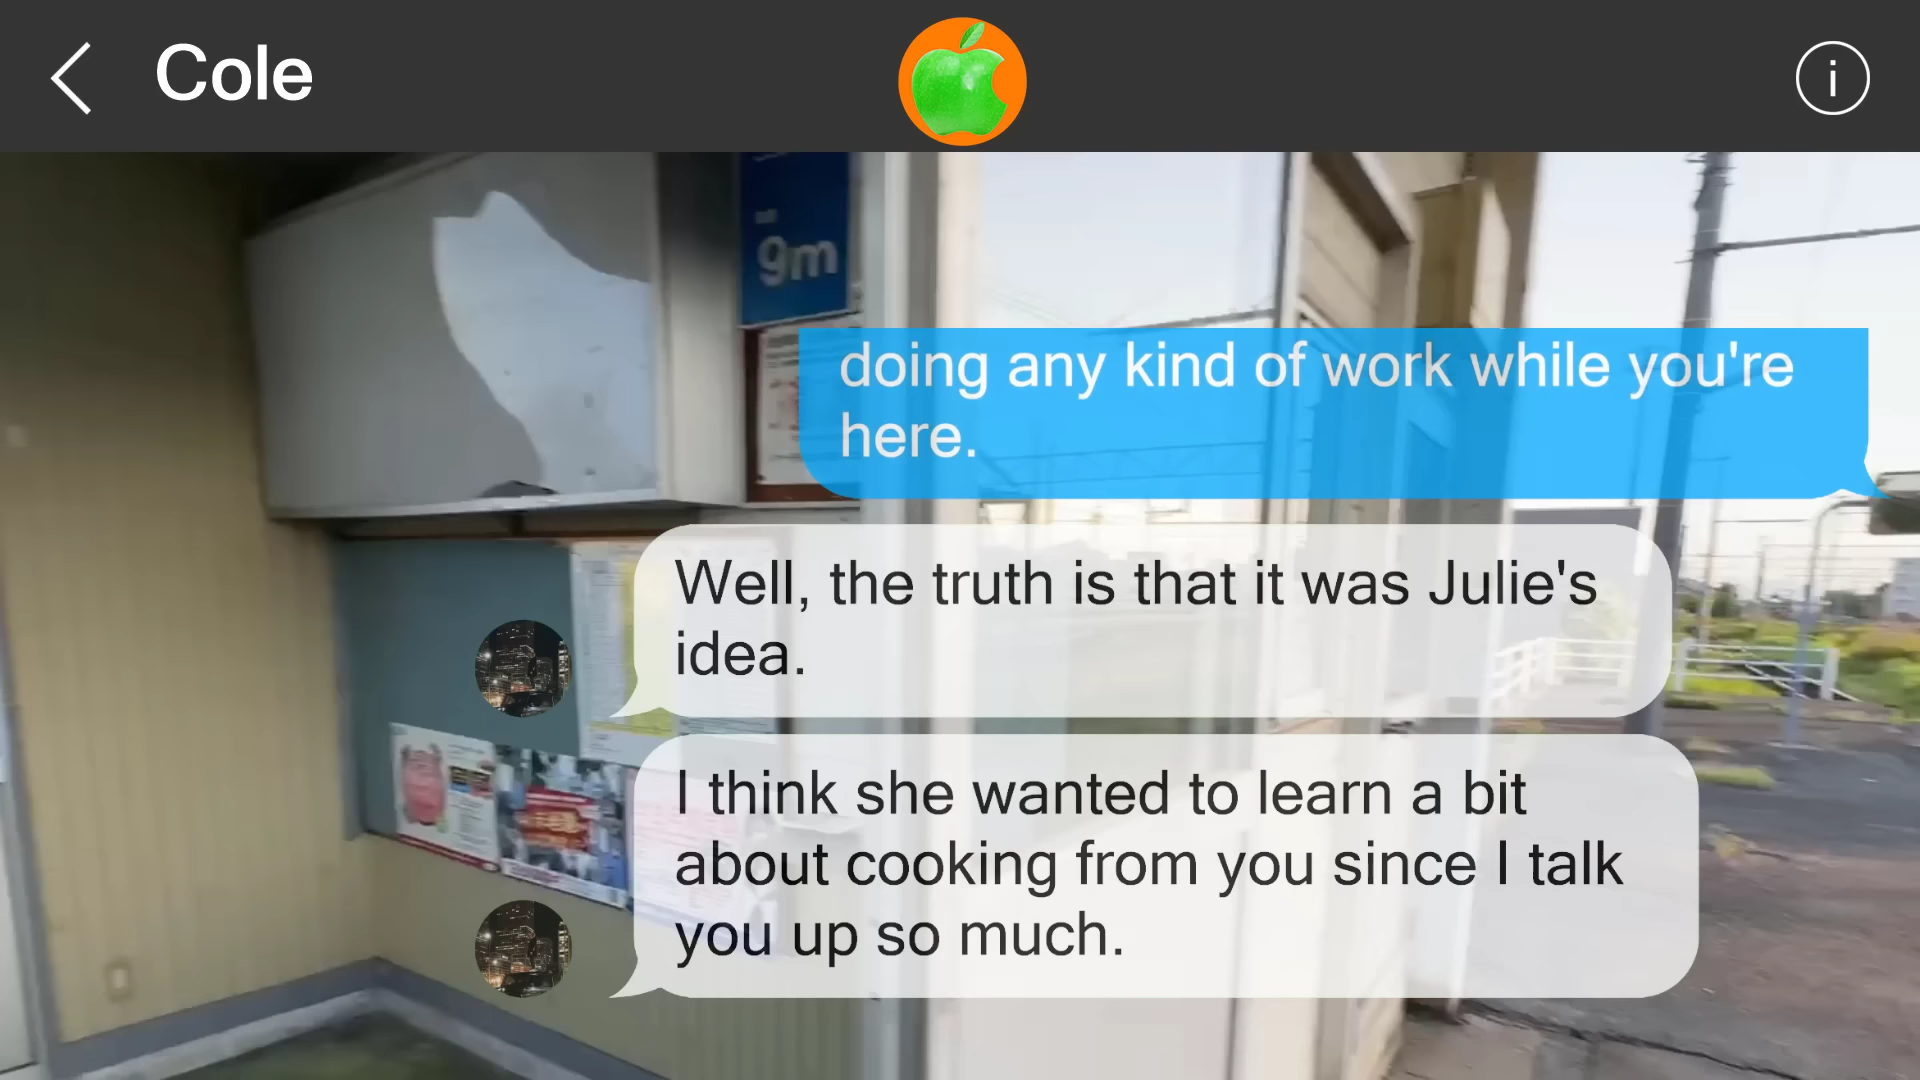 Cole
i
9m
doing any kind of work while you're
here.
Well, the truth is that it was Julie's
idea.
I think she wanted to learn a bit
about cooking from you since I talk
you up so much.